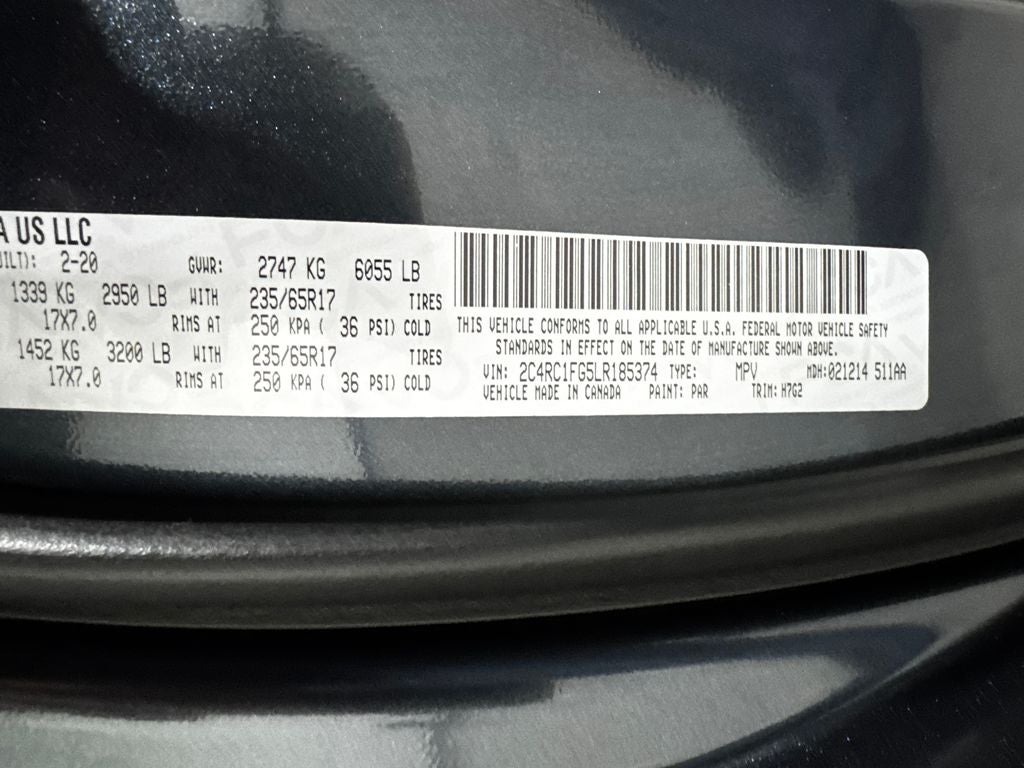 A US LLC
UILT): 2-20 GVWR: 2747 KG 6055 LB
1339 KG 2950 LB WITH 235/65R17 TIRES
17X7.0 RIMS AT 250 KPA ( 36 PSI) COLD
1452 KG 3200 LB WITH 235/65R17 TIRES
17X7.0 RIMS AT 250 KPA ( 36 PSI) COLD
THIS VEHICLE CONFORMS TO ALL APPLICABLE U.S.A. FEDERAL MOTOR VEHICLE SAFETY
STANDARDS IN EFFECT ON THE DATE OF MANUFACTURE SHOWN ABOVE.
VIN: 2C4RC1FG5LR185374 TYPE: MPV MDH: 021214 511AA
VEHICLE MADE IN CANADA PAINT: PAR TRIM: H7G2